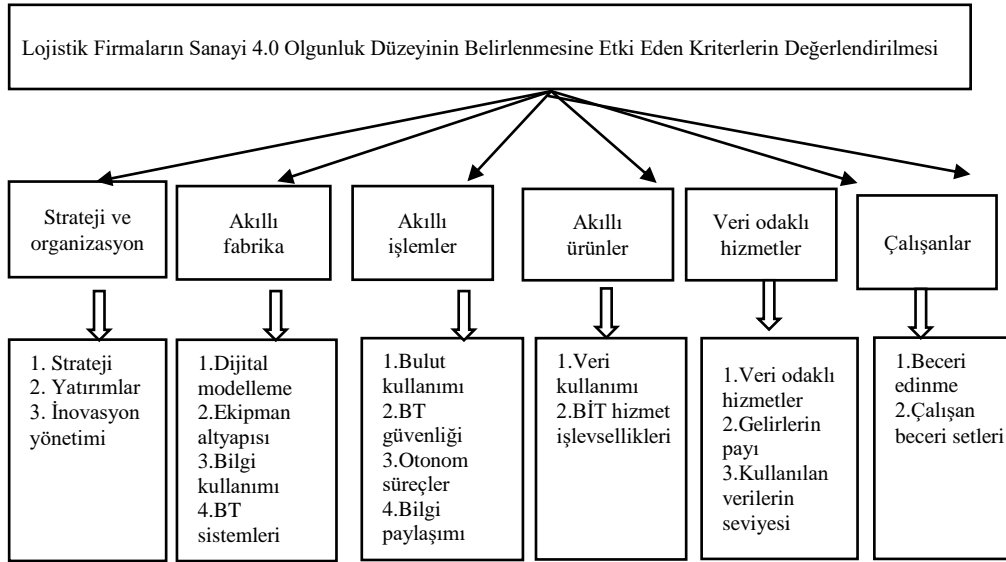 Lojistik Firmaların Sanayi 4.0 Olgunluk Düzeyinin Belirlenmesine Etki Eden Kriterlerin Değerlendirilmesi
Strateji ve
organizasyon
Akıllı
fabrika
Akıllı
işlemler
Akıllı
ürünler
Veri odaklı
hizmetler
Çalışanlar
1. Strateji
2. Yatırımlar
3. İnovasyon
yönetimi
1.Dijital
modelleme
2.Ekipman
altyapısı
3.Bilgi
kullanımı
4.BT
sistemleri
1.Bulut
kullanımı
2.BT
güvenliği
3.Otonom
süreçler
4.Bilgi
paylaşımı
1.Veri
kullanımı
2.BİT hizmet
işlevsellikleri
1.Veri odaklı
hizmetler
2.Gelirlerin
payı
3.Kullanılan
verilerin
seviyesi
1.Beceri
edinme
2.Çalışan
beceri setleri